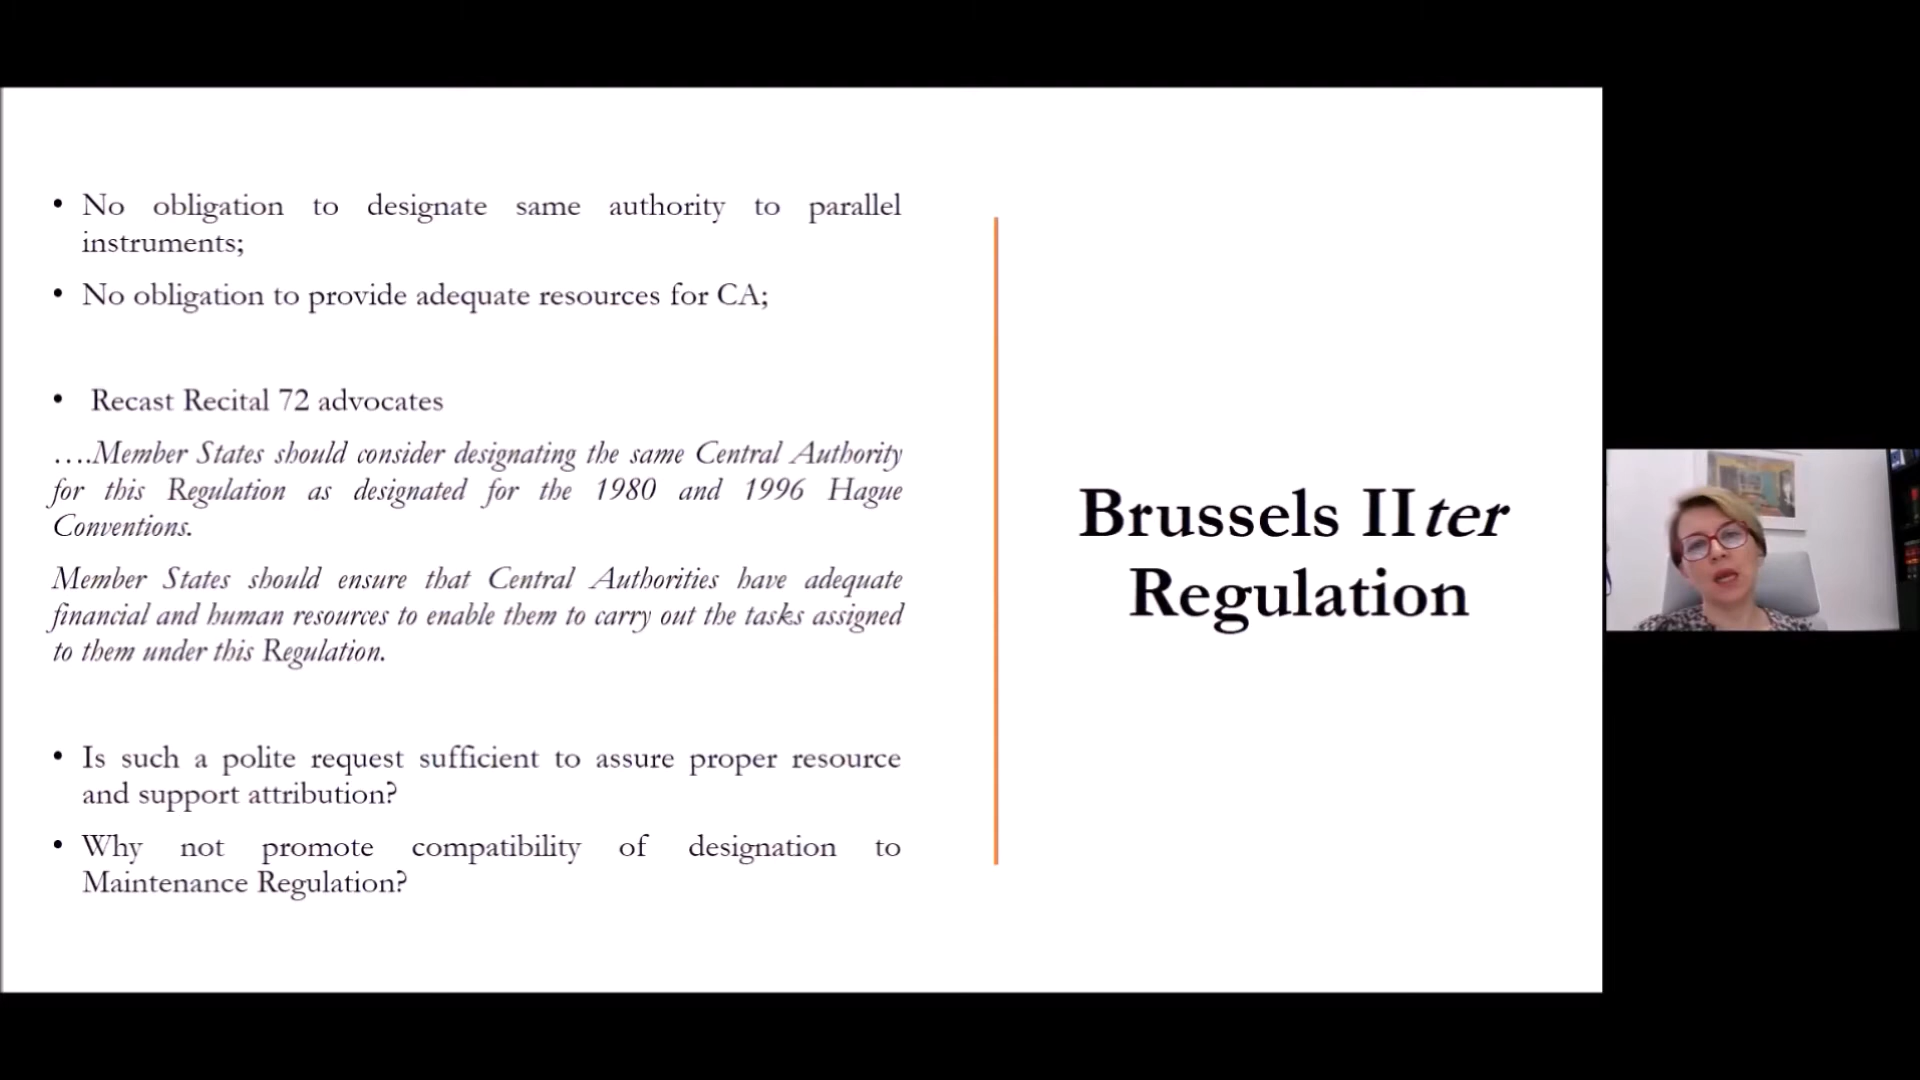 • No obligation to designate same authority to parallel
instruments;
• No obligation to provide adequate resources for CA;
• Recast Recital 72 advocates
….Member States should consider designating the same Central Authority
for this Regulation as designated for the 1980 and 1996 Hague
Conventions.
Member States should ensure that Central Authorities have adequate
financial and human resources to enable them to carry out the tasks assigned
to them under this Regulation.
• Is such a polite request sufficient to assure proper resource
and support attribution?
• Why not promote compatibility of designation to
Maintenance Regulation?
Brussels IIter
Regulation